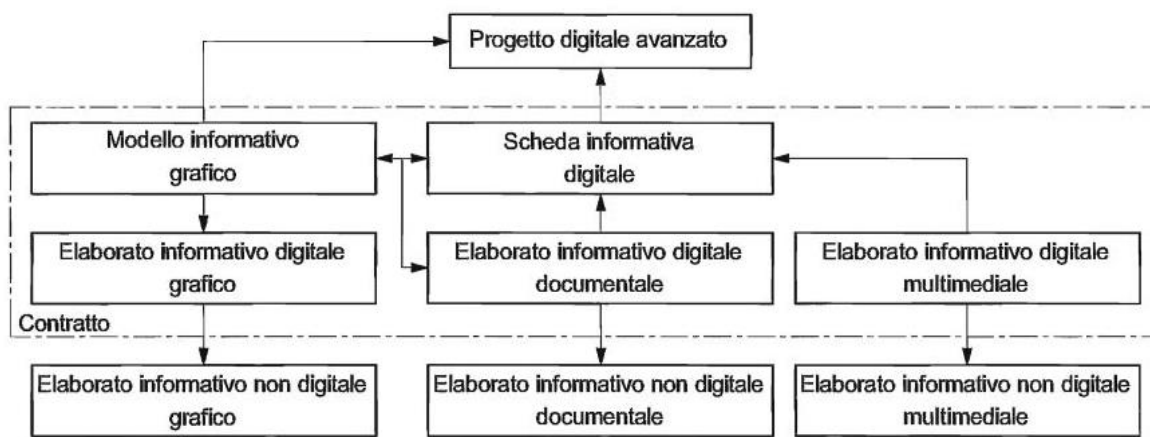 Progetto digitale avanzato
Modello informativo
grafico
Scheda informativa
digitale
Elaborato informativo digitale
grafico
Elaborato informativo digitale
documentale
Elaborato informativo digitale
multimediale
Contratto
Elaborato informativo non digitale
grafico
Elaborato informativo non digitale
documentale
Elaborato informativo non digitale
multimediale